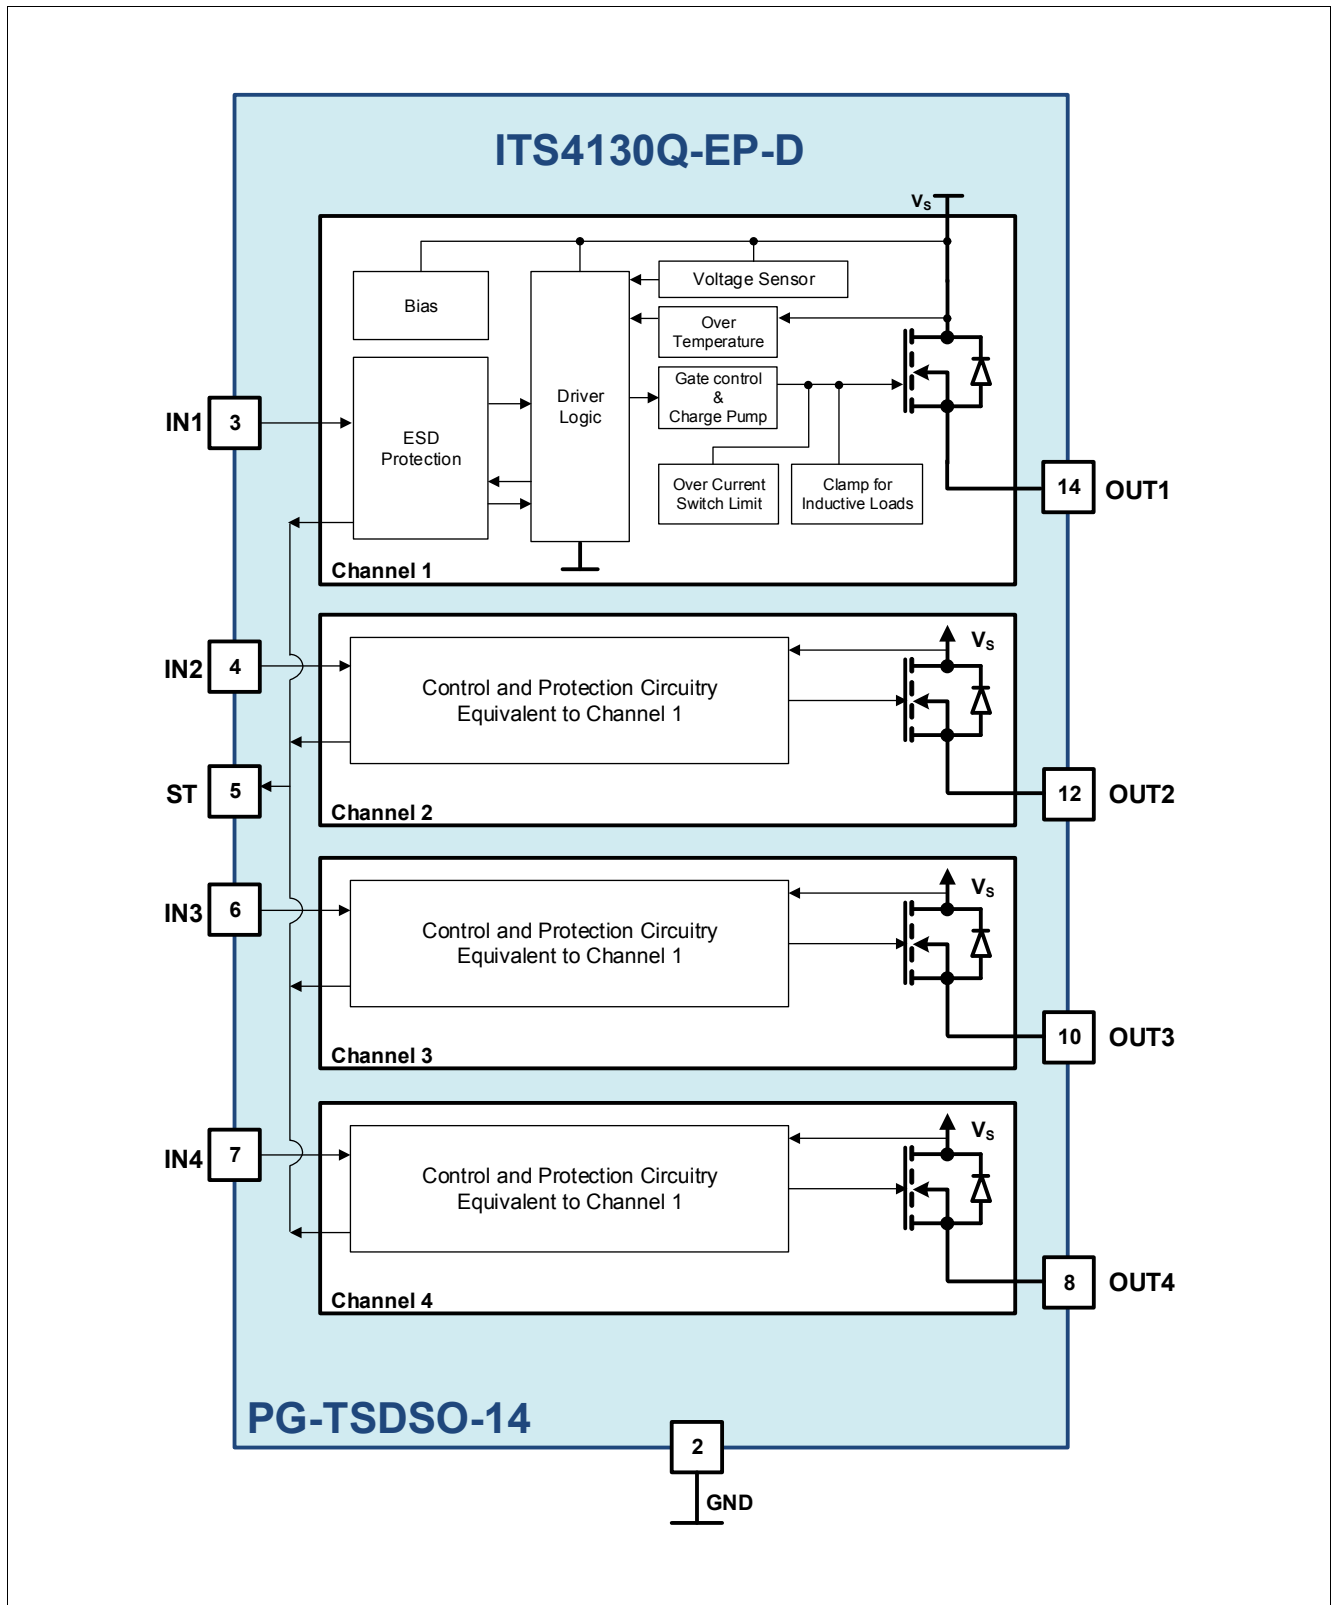 ITS4130Q-EP-D
VS
Voltage Sensor
Bias
Over
Temperature
Gate control
&
Charge Pump
Driver
Logic
IN1
3
ESD
Protection
Over Current
Switch Limit
Clamp for
Inductive Loads
14
OUT1
Channel 1
IN2
4
Control and Protection Circuitry
Equivalent to Channel 1
VS
ST
5
12
OUT2
Channel 2
IN3
6
Control and Protection Circuitry
Equivalent to Channel 1
VS
10
OUT3
Channel 3
IN4
7
Control and Protection Circuitry
Equivalent to Channel 1
VS
8
OUT4
Channel 4
PG-TSDSO-14
2
GND